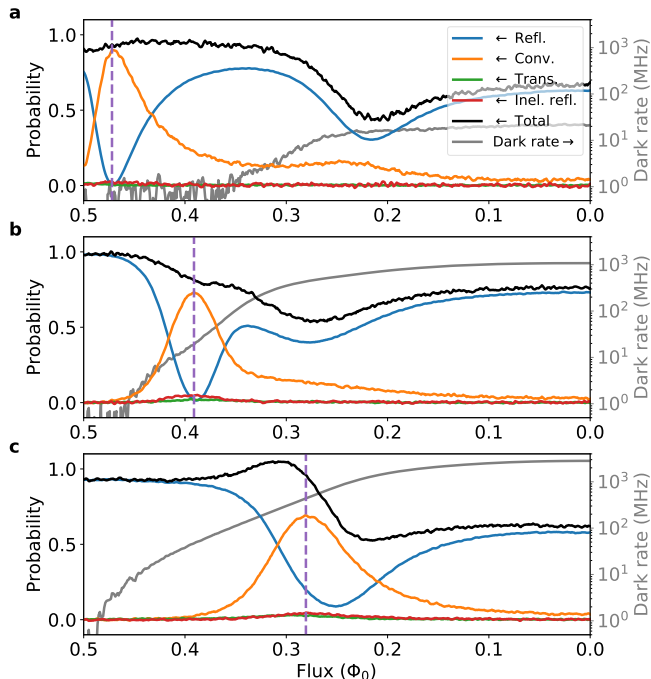 a
Probability
1.0
0.5
0.0
← Refl.
← Conv.
← Trans.
← Inel. refl.
← Total
Dark rate →
10³
10²
10¹
10⁰
Dark rate (MHz)
0.5 0.4 0.3 0.2 0.1 0.0
b
Probability
1.0
0.5
0.0
10³
10²
10¹
10⁰
Dark rate (MHz)
0.5 0.4 0.3 0.2 0.1 0.0
c
Probability
1.0
0.5
0.0
10³
10²
10¹
10⁰
Dark rate (MHz)
0.5 0.4 0.3 0.2 0.1 0.0
Flux (Φ₀)